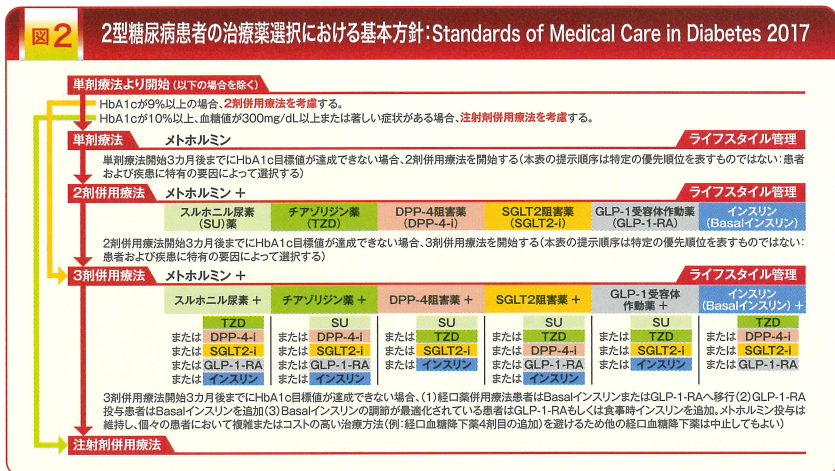 図2
2型糖尿病患者の治療薬選択における基本方針:Standards of Medical Care in Diabetes 2017
単剤療法より開始(以下の場合を除く)
HbA1cが9%以上の場合、2剤併用療法を考慮する。
HbA1cが10%以上、血糖値が300mg/dL以上または著しい症状がある場合、注射剤併用療法を考慮する。
単剤療法 メトホルミン ライフスタイル管理
単剤療法開始3カ月後までにHbA1c目標値が達成できない場合、2剤併用療法を開始する(本表の提示順序は特定の優先順位を表すものではない:患者
および疾患に特有の要因によって選択する)
2剤併用療法 メトホルミン + ライフスタイル管理
スルホニル尿素 チアゾリジン薬 DPP-4阻害薬 SGLT2阻害薬 GLP-1受容体作動薬 インスリン
(SU)薬 (TZD) (DPP-4-i) (SGLT2-i) (GLP-1-RA) (Basalインスリン)
2剤併用療法開始3カ月後までにHbA1c目標値が達成できない場合、3剤併用療法を開始する(本表の提示順序は特定の優先順位を表すものではない:
患者および疾患に特有の要因によって選択する)
3剤併用療法 メトホルミン + ライフスタイル管理
スルホニル尿素 + チアゾリジン薬 + DPP-4阻害薬 + SGLT2阻害薬 + GLP-1受容体 インスリン
作動薬 + (Basalインスリン) +
TZD SU SU SU SU TZD
または DPP-4-i または DPP-4-i または TZD または TZD または TZD または DPP-4-i
または SGLT2-i または SGLT2-i または SGLT2-i または DPP-4-i または SGLT2-i または SGLT2-i
または GLP-1-RA または GLP-1-RA または インスリン または GLP-1-RA または インスリン または GLP-1-RA
または インスリン または インスリン または インスリン
3剤併用療法開始3カ月後までにHbA1c目標値が達成できない場合、(1)経口薬併用療法患者はBasalインスリンまたはGLP-1-RAへ移行(2)GLP-1-RA
投与患者はBasalインスリンを追加(3)Basalインスリンの調節が最適化されている患者はGLP-1-RAもしくは食事時インスリンを追加。メトホルミン投与は
維持し、個々の患者において複雑またはコストの高い治療方法(例:経口血糖降下薬4剤目の追加)を避けるため他の経口血糖降下薬は中止してもよい)
注射剤併用療法